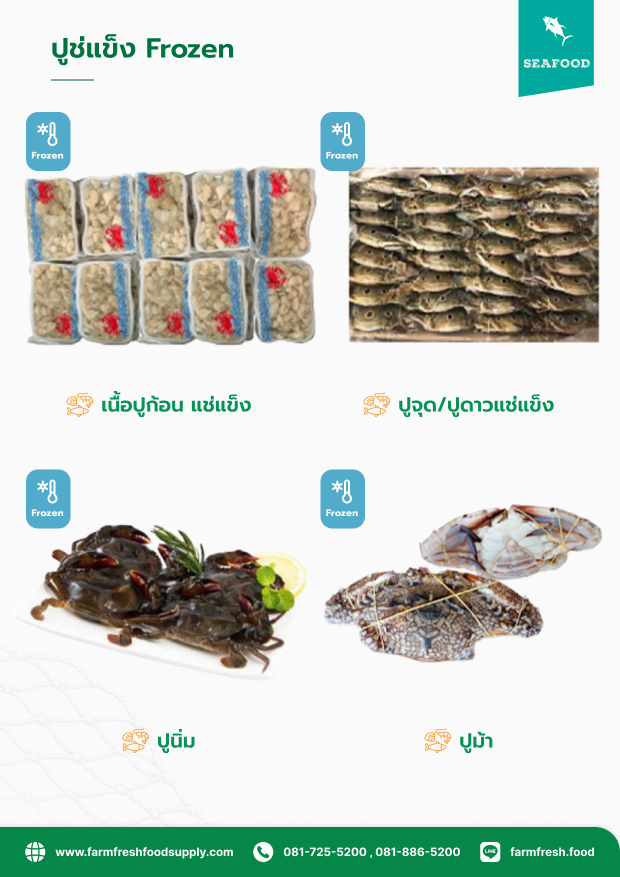 ปูช่แข็ง Frozen
SEAFOOD
Frozen
Frozen
เนื้อปูก้อน แช่แข็ง
ปูจุด/ปูดาวแช่แข็ง
Frozen
Frozen
ปูนิ่ม
ปูม้า
www.farmfreshfoodsupply.com
081-725-5200 , 081-886-5200
LINE
farmfresh.food